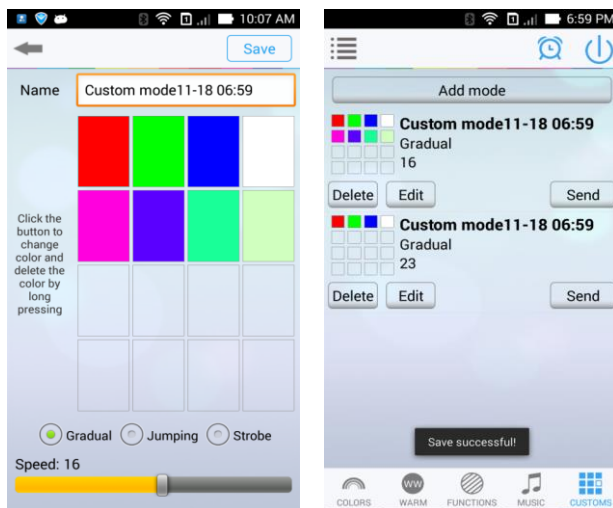 10:07 AM
Save
Name
Custom mode11-18 06:59
Click the
button to
change
color and
delete the
color by
long
pressing
Gradual
Jumping
Strobe
Speed: 16
1
6:59 PM
Add mode
Custom mode11-18 06:59
Gradual
16
Delete
Edit
Send
Custom mode11-18 06:59
Gradual
23
Delete
Edit
Send
Save successful!
WW
COLORS
WARM
FUNCTIONS
MUSIC
CUSTOMS